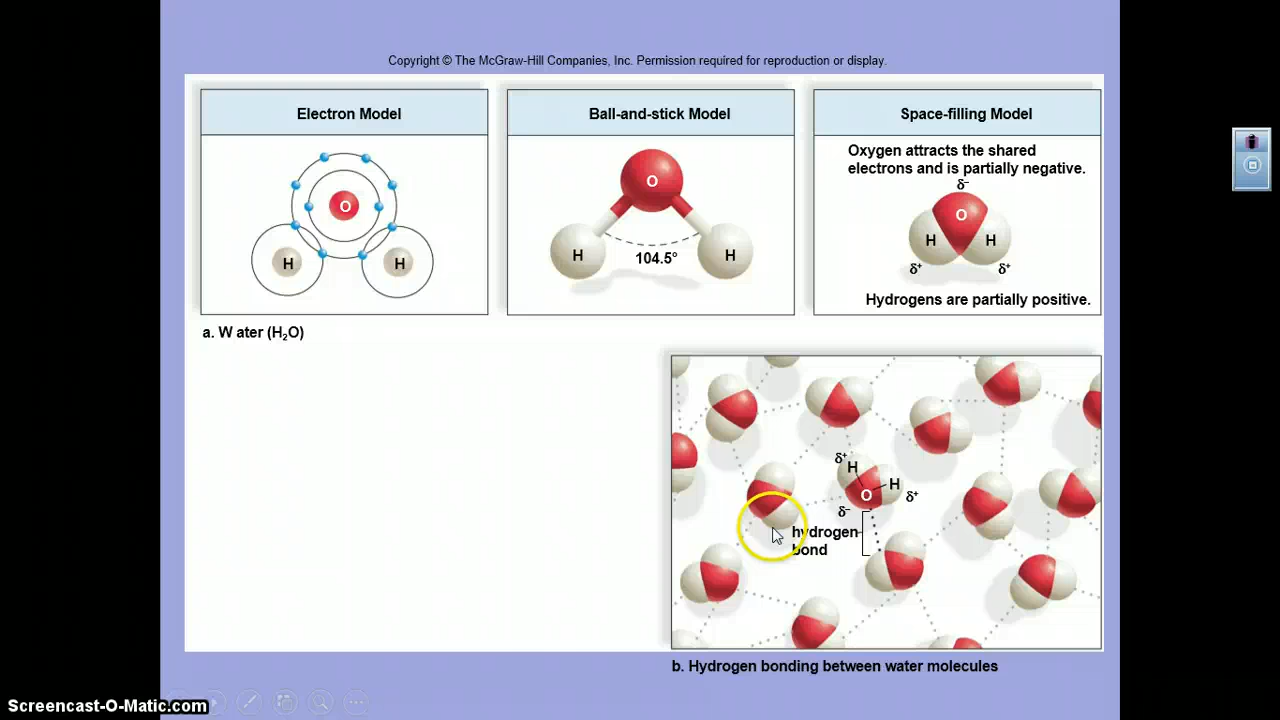 Copyright © The McGraw-Hill Companies, Inc. Permission required for reproduction or display.
Electron Model
O
H
H
Ball-and-stick Model
O
H
H
104.5°
Space-filling Model
Oxygen attracts the shared
electrons and is partially negative.
δ⁻
O
H
H
δ⁺
δ⁺
Hydrogens are partially positive.
a. W ater (H₂O)
δ⁺
H
H
O
δ⁺
δ⁻
hydrogen
bond
b. Hydrogen bonding between water molecules
Screencast-O-Matic.com